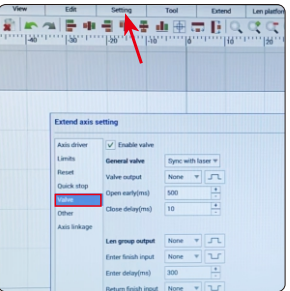 View Edit Setting Tool Extend Len platfor
-40 -30 -20 -10 0 10 20
Extend axis setting
Axis driver
Limits
Reset
Quick stop
Valve
Other
Axis linkage
Enable valve
General valve Sync with laser
Valve output None
Open early(ms) 500
Close delay(ms) 10
Len group output None
Enter finish input None
Enter delay(ms) 300
Return finish input None